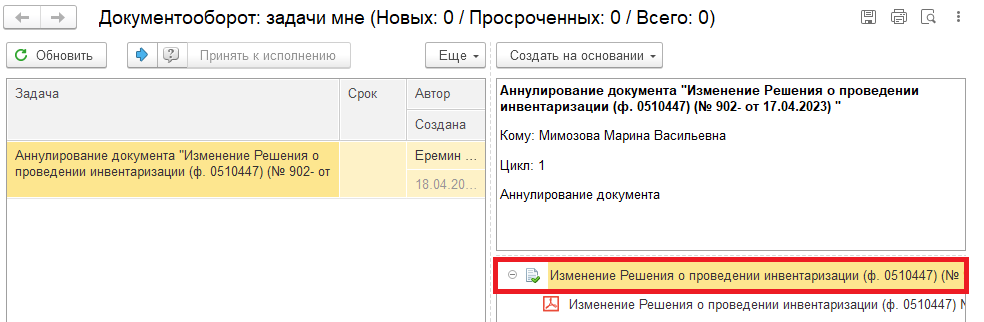 Документооборот: задачи мне (Новых: 0 / Просроченных: 0 / Всего: 0)
Обновить
Принять к исполнению
Еще
Создать на основании
Задача
Срок
Автор
Создана
Аннулирование документа "Изменение Решения о
проведении инвентаризации (ф. 0510447) (№ 902- от
Еремин ...
18.04.20...
Аннулирование документа "Изменение Решения о проведении
инвентаризации (ф. 0510447) (№ 902- от 17.04.2023) "
Кому: Мимозова Марина Васильевна
Цикл: 1
Аннулирование документа
Изменение Решения о проведении инвентаризации (ф. 0510447) (№
Изменение Решения о проведении инвентаризации (ф. 0510447) №